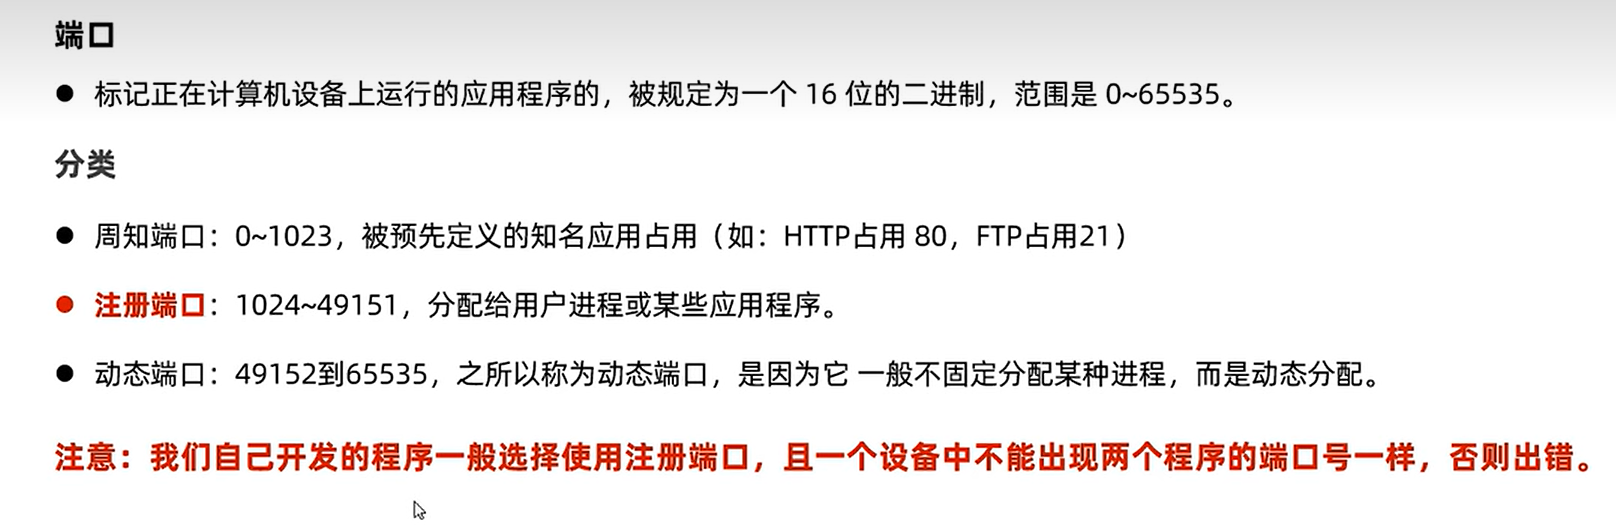 端口
● 标记正在计算机设备上运行的应用程序的，被规定为一个 16 位的二进制，范围是 0~65535。
分类
● 周知端口：0~1023，被预先定义的知名应用占用（如：HTTP占用 80，FTP占用21）
● 注册端口：1024~49151，分配给用户进程或某些应用程序。
● 动态端口：49152到65535，之所以称为动态端口，是因为它 一般不固定分配某种进程，而是动态分配。
注意：我们自己开发的程序一般选择使用注册端口，且一个设备中不能出现两个程序的端口号一样，否则出错。